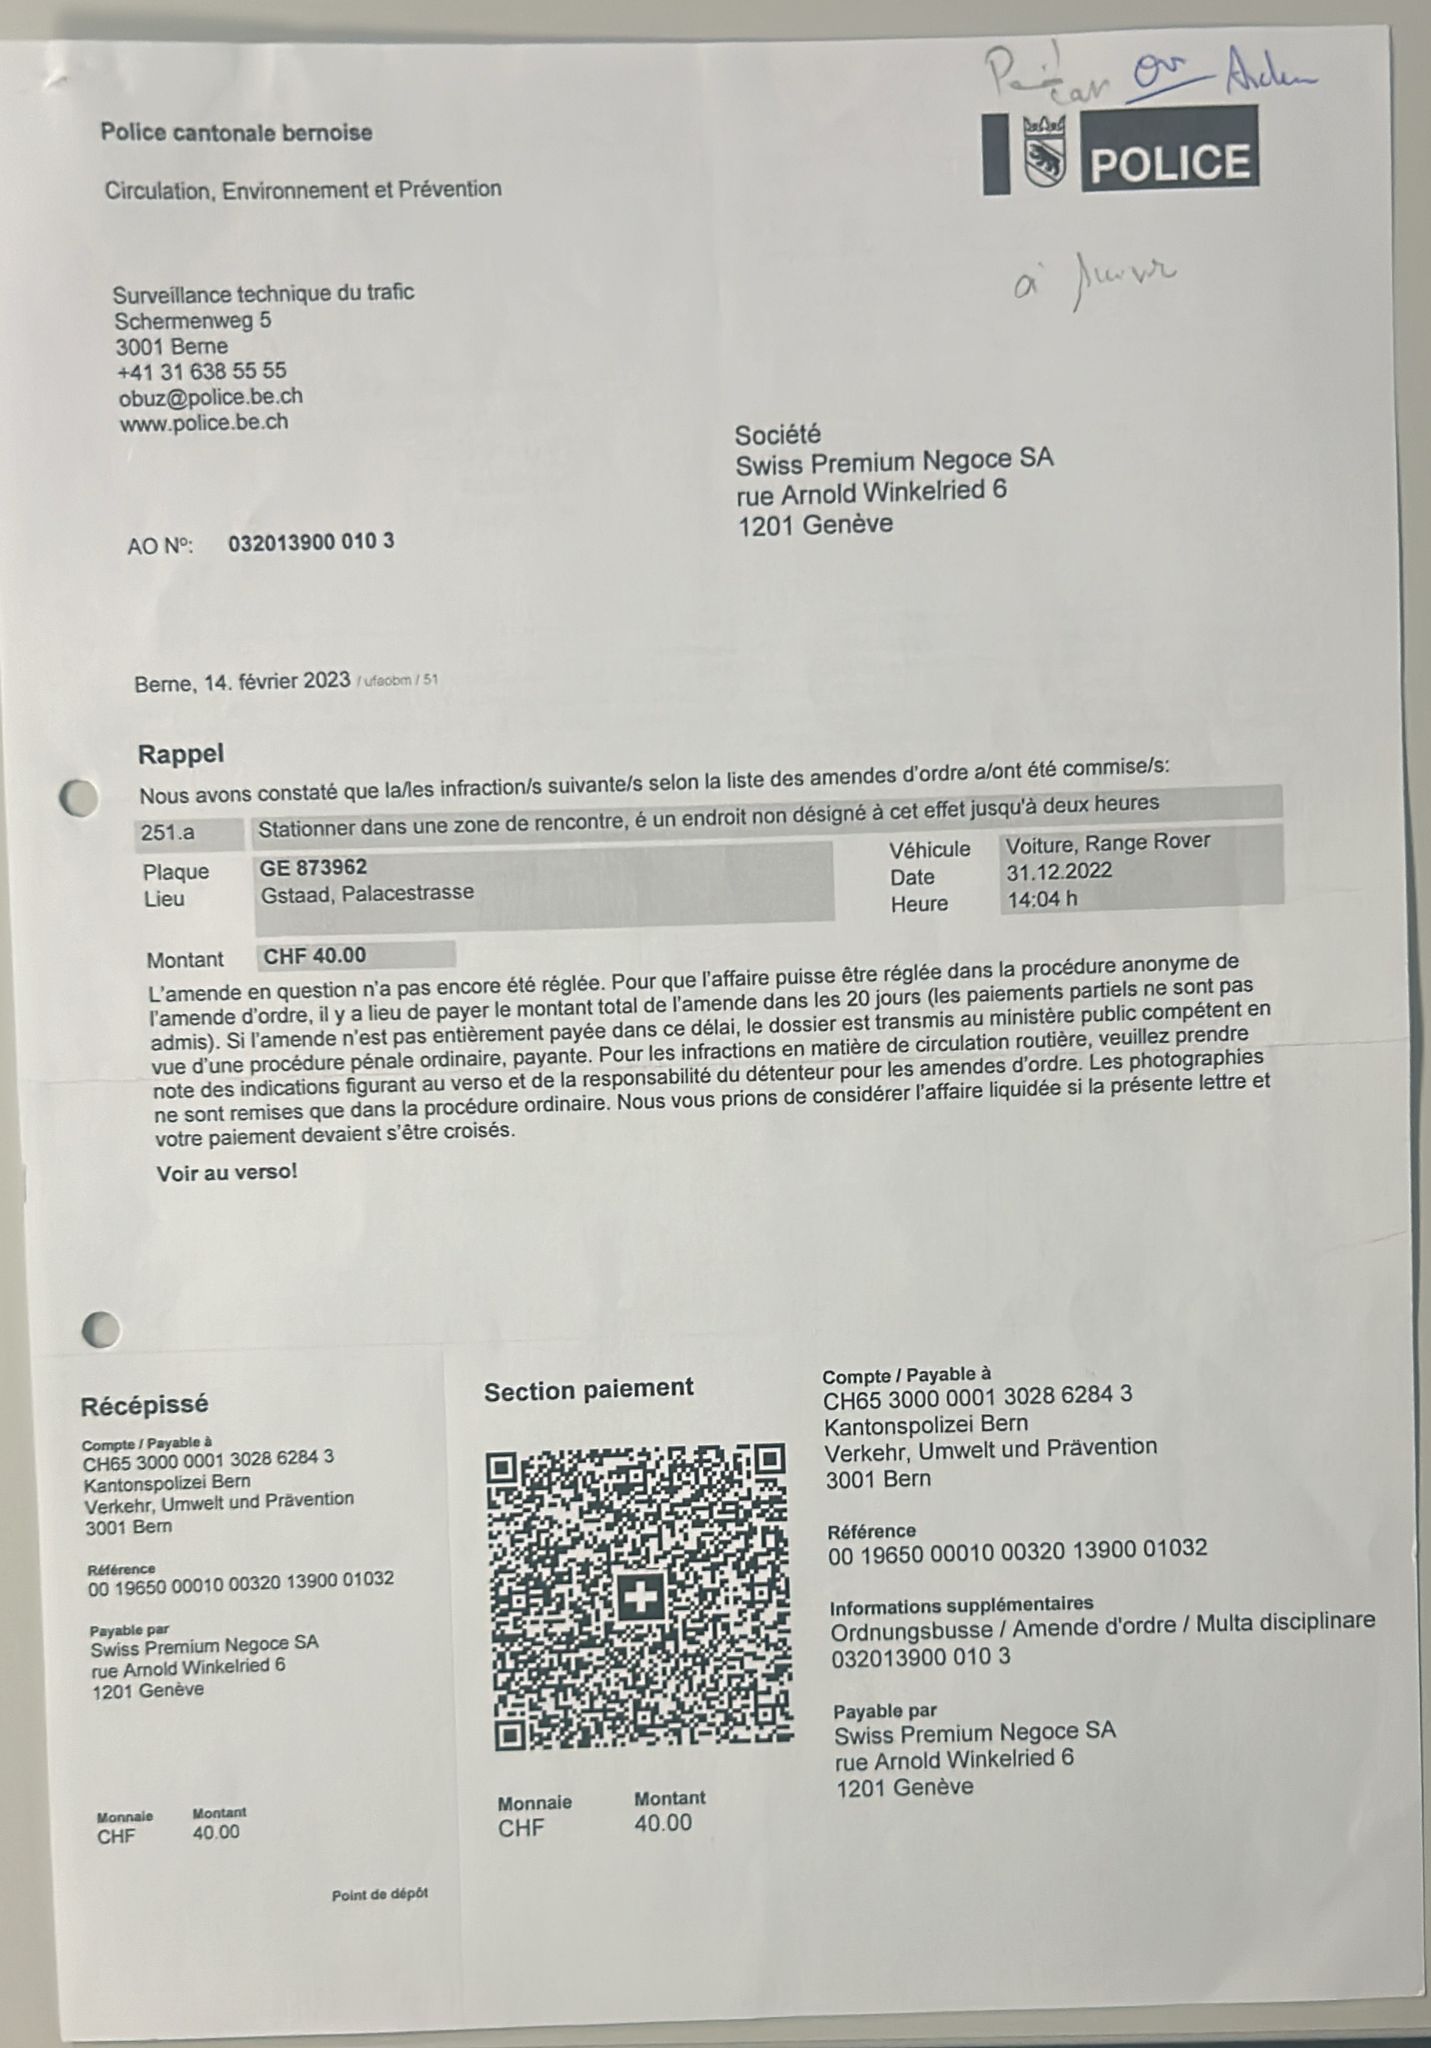 Police cantonale bernoise
Circulation, Environnement et Prévention
POLICE
à
Surveillance technique du trafic
Schermenweg 5
3001 Berne
+41 31 638 55 55
obuz@police.be.ch
www.police.be.ch
Société
Swiss Premium Negoce SA
rue Arnold Winkelried 6
1201 Genève
AO Nº: 032013900 010 3
Berne, 14. février 2023 / ufaobm / 51
Rappel
Nous avons constaté que la/les infraction/s suivante/s selon la liste des amendes d'ordre a/ont été commise/s:
251.a Stationner dans une zone de rencontre, é un endroit non désigné à cet effet jusqu'à deux heures
Plaque GE 873962
Lieu Gstaad, Palacestrasse
Véhicule Voiture, Range Rover
Date 31.12.2022
Heure 14:04 h
Montant CHF 40.00
L'amende en question n'a pas encore été réglée. Pour que l'affaire puisse être réglée dans la procédure anonyme de
l'amende d'ordre, il y a lieu de payer le montant total de l'amende dans les 20 jours (les paiements partiels ne sont pas
admis). Si l'amende n'est pas entièrement payée dans ce délai, le dossier est transmis au ministère public compétent en
vue d'une procédure pénale ordinaire, payante. Pour les infractions en matière de circulation routière, veuillez prendre
note des indications figurant au verso et de la responsabilité du détenteur pour les amendes d'ordre. Les photographies
ne sont remises que dans la procédure ordinaire. Nous vous prions de considérer l'affaire liquidée si la présente lettre et
votre paiement devaient s'être croisés.
Voir au verso!
Récépissé
Compte / Payable à
CH65 3000 0001 3028 6284 3
Kantonspolizei Bern
Verkehr, Umwelt und Prävention
3001 Bern
Référence
00 19650 00010 00320 13900 01032
Payable par
Swiss Premium Negoce SA
rue Arnold Winkelried 6
1201 Genève
Monnaie Montant
CHF 40.00
Point de dépôt
Section paiement
Monnaie Montant
CHF 40.00
Compte / Payable à
CH65 3000 0001 3028 6284 3
Kantonspolizei Bern
Verkehr, Umwelt und Prävention
3001 Bern
Référence
00 19650 00010 00320 13900 01032
Informations supplémentaires
Ordnungsbusse / Amende d'ordre / Multa disciplinare
032013900 010 3
Payable par
Swiss Premium Negoce SA
rue Arnold Winkelried 6
1201 Genève